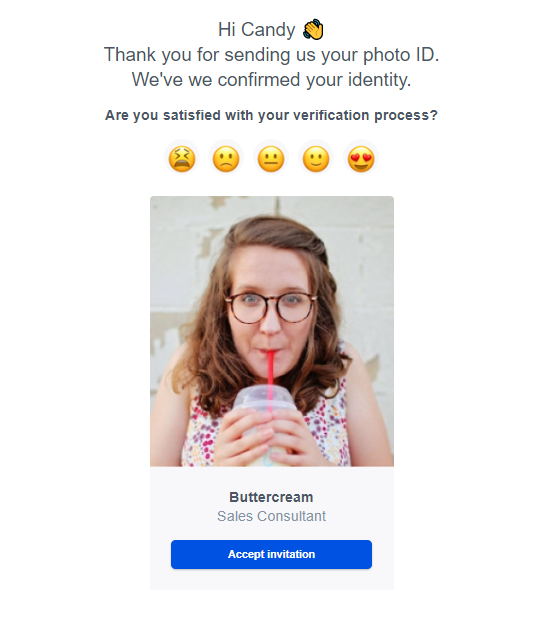 Hi Candy 👋
Thank you for sending us your photo ID.
We've we confirmed your identity.
Are you satisfied with your verification process?
Buttercream
Sales Consultant
Accept invitation